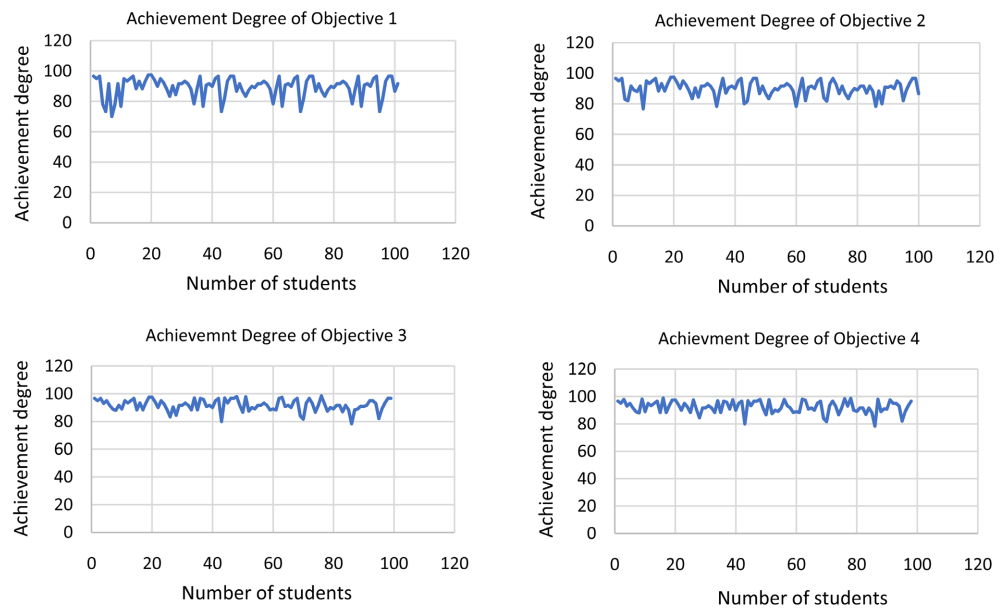 Achievement Degree of Objective 1
Achievement degree
120
100
80
60
40
20
0
0 20 40 60 80 100 120
Number of students
Achievement Degree of Objective 2
Achievement degree
120
100
80
60
40
20
0
0 20 40 60 80 100 120
Number of students
Achievemnt Degree of Objective 3
Achievement degree
120
100
80
60
40
20
0
0 20 40 60 80 100 120
Number of students
Achievment Degree of Objective 4
Achievement degree
120
100
80
60
40
20
0
0 20 40 60 80 100 120
Number of students